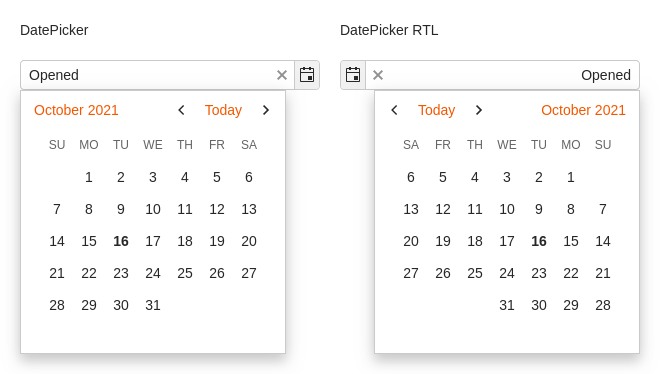 DatePicker
Opened
October 2021 Today
SU MO TU WE TH FR SA
1 2 3 4 5 6
7 8 9 10 11 12 13
14 15 16 17 18 19 20
21 22 23 24 25 26 27
28 29 30 31
DatePicker RTL
Opened
Today October 2021
SA FR TH WE TU MO SU
6 5 4 3 2 1
13 12 11 10 9 8 7
20 19 18 17 16 15 14
27 26 25 24 23 22 21
31 30 29 28